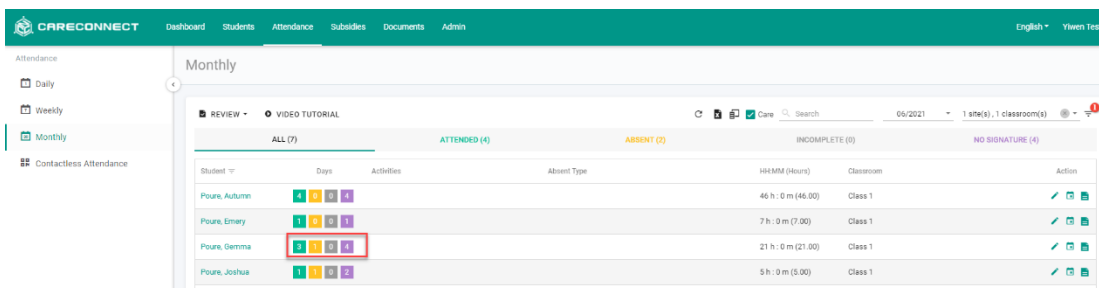 CARECONNECT Dashboard Students Attendance Subsidies Documents Admin English Yiwen Tes
Attendance
Daily
Weekly
Monthly
Contactless Attendance
Monthly
REVIEW VIDEO TUTORIAL Care Search 06/2021 1 site(s) , 1 classroom(s) 1
ALL (7) ATTENDED (4) ABSENT (2) INCOMPLETE (0) NO SIGNATURE (4)
Student Days Activities Absent Type HH:MM (Hours) Classroom Action
Poure, Autumn 4 0 0 4 46 h : 0 m (46.00) Class 1
Poure, Emery 1 0 0 1 7 h : 0 m (7.00) Class 1
Poure, Gemma 3 1 0 4 21 h : 0 m (21.00) Class 1
Poure, Joshua 1 1 0 2 5 h : 0 m (5.00) Class 1